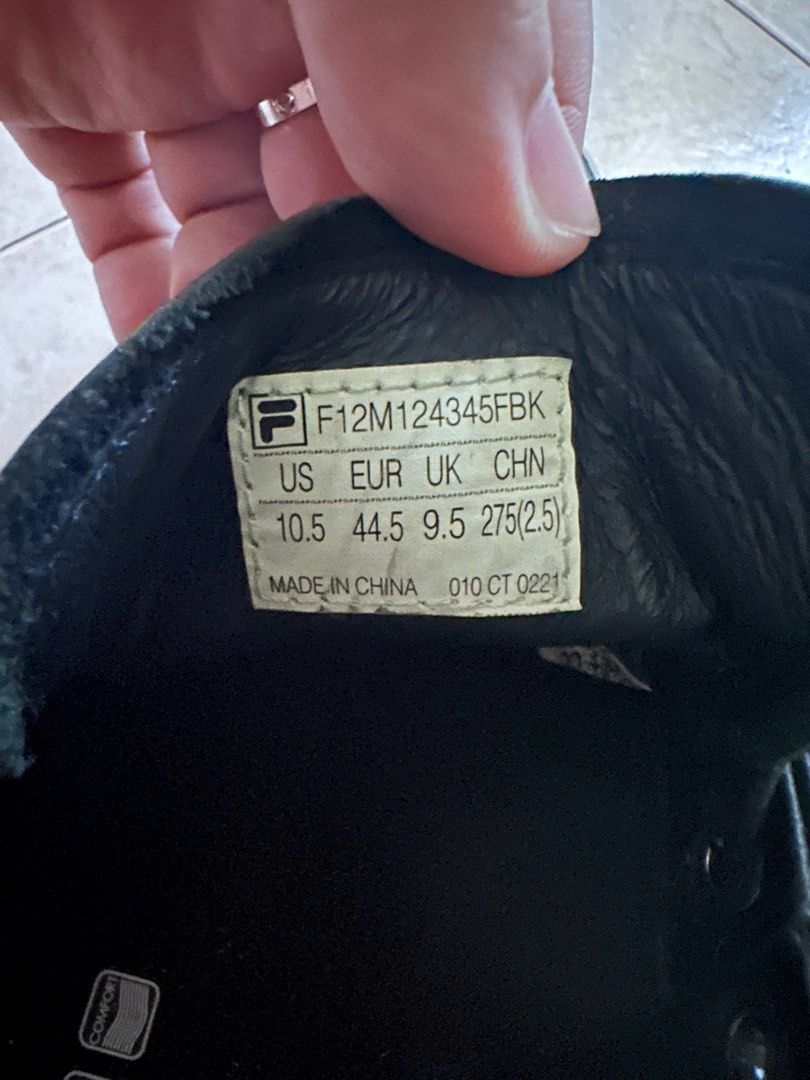 F12M124345FBK
US EUR UK CHN
10.5 44.5 9.5 275(2.5)
MADE IN CHINA 010 CT 0221
COMFORT